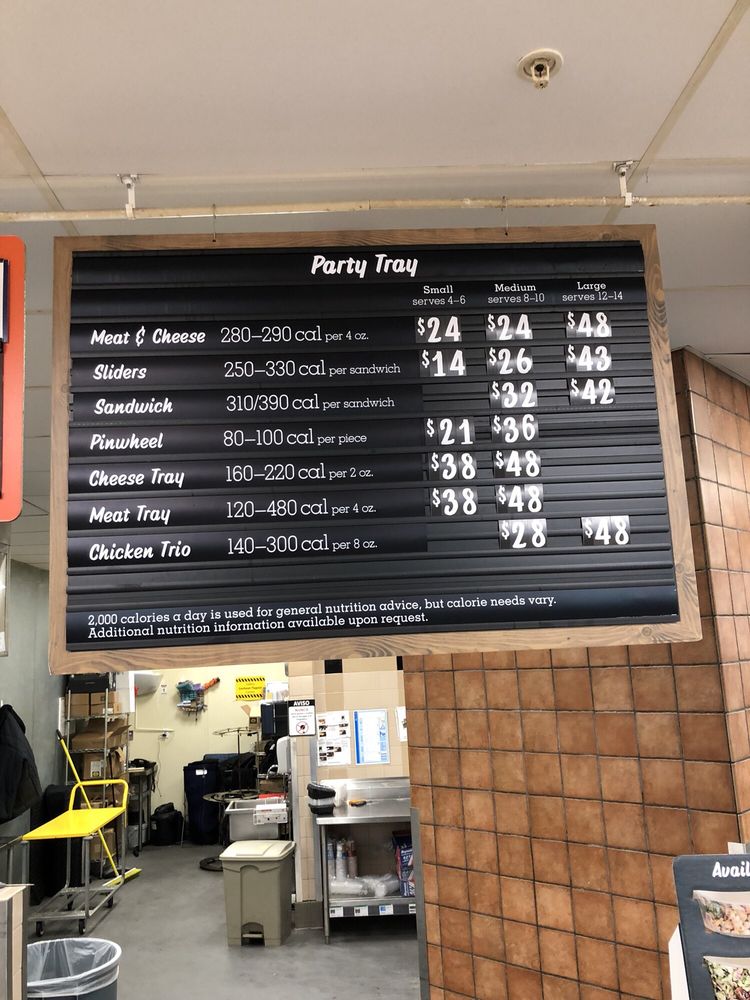 Party Tray
Small Medium Large
serves 4–6 serves 8–10 serves 12–14
Meat & Cheese 280–290 cal per 4 oz. $24 $24 $48
Sliders 250–330 cal per sandwich $14 $26 $43
Sandwich 310/390 cal per sandwich $32 $42
Pinwheel 80–100 cal per piece $21 $36
Cheese Tray 160–220 cal per 2 oz. $38 $48
Meat Tray 120–480 cal per 4 oz. $38 $48
Chicken Trio 140–300 cal per 8 oz. $28 $48
2,000 calories a day is used for general nutrition advice, but calorie needs vary.
Additional nutrition information available upon request.
AVISO
Avail